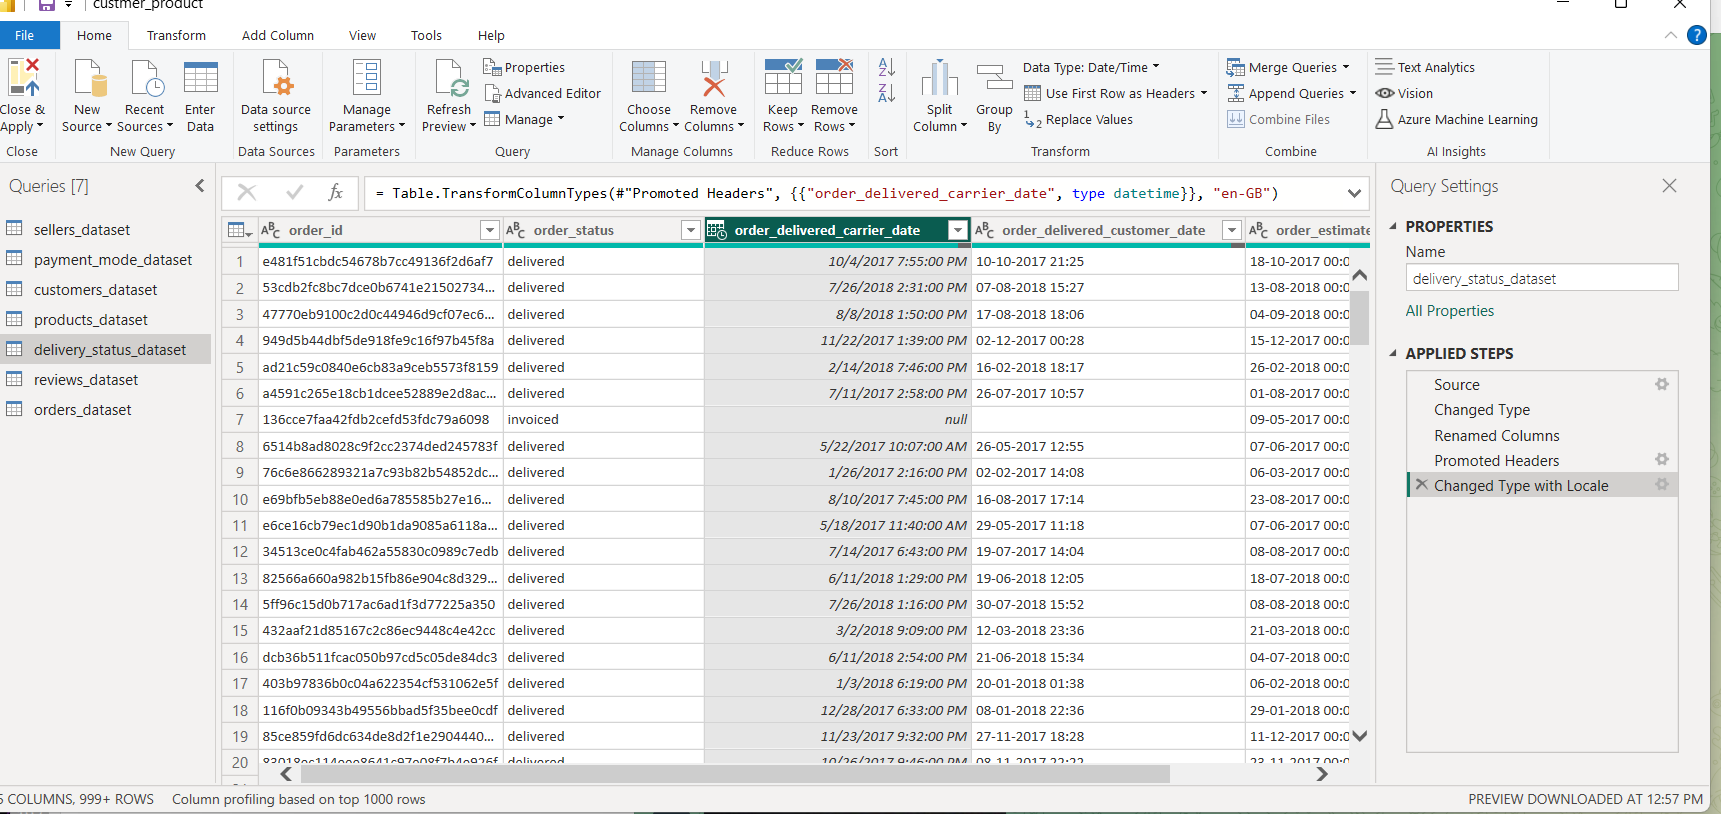 custmer_product
File Home Transform Add Column View Tools Help
Close & Apply
New Source
Recent Sources
Enter Data
Data source settings
Manage Parameters
Refresh Preview
Properties
Advanced Editor
Manage
Choose Columns
Remove Columns
Keep Rows
Remove Rows
Split Column
Group By
Data Type: Date/Time
Use First Row as Headers
Replace Values
Merge Queries
Append Queries
Combine Files
Text Analytics
Vision
Azure Machine Learning
Close New Query Data Sources Parameters Query Manage Columns Reduce Rows Sort Transform Combine AI Insights
Queries [7]
sellers_dataset
payment_mode_dataset
customers_dataset
products_dataset
delivery_status_dataset
reviews_dataset
orders_dataset
= Table.TransformColumnTypes(#"Promoted Headers", {{"order_delivered_carrier_date", type datetime}}, "en-GB")
order_id order_status order_delivered_carrier_date order_delivered_customer_date order_estimate
1 e481f51cbdc54678b7cc49136f2d6af7 delivered 10/4/2017 7:55:00 PM 10-10-2017 21:25 18-10-2017 00:0
2 53cdb2fc8bc7dce0b6741e21502734... delivered 7/26/2018 2:31:00 PM 07-08-2018 15:27 13-08-2018 00:0
3 47770eb9100c2d0c44946d9cf07ec6... delivered 8/8/2018 1:50:00 PM 17-08-2018 18:06 04-09-2018 00:0
4 949d5b44dbf5de918fe9c16f97b45f8a delivered 11/22/2017 1:39:00 PM 02-12-2017 00:28 15-12-2017 00:0
5 ad21c59c0840e6cb83a9ceb5573f8159 delivered 2/14/2018 7:46:00 PM 16-02-2018 18:17 26-02-2018 00:0
6 a4591c265e18cb1dcee52889e2d8ac... delivered 7/11/2017 2:58:00 PM 26-07-2017 10:57 01-08-2017 00:0
7 136cce7faa42fdb2cefd53fdc79a6098 invoiced null 09-05-2017 00:0
8 6514b8ad8028c9f2cc2374ded245783f delivered 5/22/2017 10:07:00 AM 26-05-2017 12:55 07-06-2017 00:0
9 76c6e866289321a7c93b82b54852dc... delivered 1/26/2017 2:16:00 PM 02-02-2017 14:08 06-03-2017 00:0
10 e69bfb5eb88e0ed6a785585b27e16... delivered 8/10/2017 7:45:00 PM 16-08-2017 17:14 23-08-2017 00:0
11 e6ce16cb79ec1d90b1da9085a6118a... delivered 5/18/2017 11:40:00 AM 29-05-2017 11:18 07-06-2017 00:0
12 34513ce0c4fab462a55830c0989c7edb delivered 7/14/2017 6:43:00 PM 19-07-2017 14:04 08-08-2017 00:0
13 82566a660a982b15fb86e904c8d329... delivered 6/11/2018 1:29:00 PM 19-06-2018 12:05 18-07-2018 00:0
14 5ff96c15d0b717ac6ad1f3d77225a350 delivered 7/26/2018 1:16:00 PM 30-07-2018 15:52 08-08-2018 00:0
15 432aaf21d85167c2c86ec9448c4e42cc delivered 3/2/2018 9:09:00 PM 12-03-2018 23:36 21-03-2018 00:0
16 dcb36b511fcac050b97cd5c05de84dc3 delivered 6/11/2018 2:54:00 PM 21-06-2018 15:34 04-07-2018 00:0
17 403b97836b0c04a622354cf531062e5f delivered 1/3/2018 6:19:00 PM 20-01-2018 01:38 06-02-2018 00:0
18 116f0b09343b49556bbad5f35bee0cdf delivered 12/28/2017 6:33:00 PM 08-01-2018 22:36 29-01-2018 00:0
19 85ce859fd6dc634de8d2f1e2904440... delivered 11/23/2017 9:32:00 PM 27-11-2017 18:28 11-12-2017 00:0
20 delivered 10/26/2017 9:46:00 PM 08-11-2017 22:22 23-11-2017 00:0
Query Settings
PROPERTIES
Name
delivery_status_dataset
All Properties
APPLIED STEPS
Source
Changed Type
Renamed Columns
Promoted Headers
Changed Type with Locale
5 COLUMNS, 999+ ROWS Column profiling based on top 1000 rows PREVIEW DOWNLOADED AT 12:57 PM